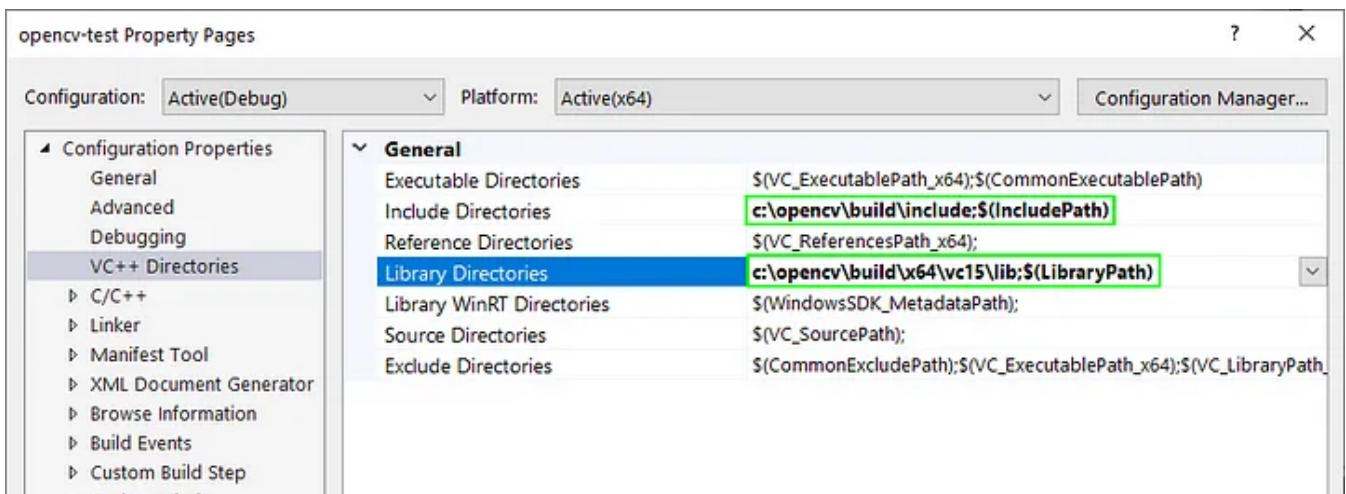 opencv-test Property Pages ?
Configuration: Active(Debug) Platform: Active(x64) Configuration Manager...
Configuration Properties
General
Advanced
Debugging
VC++ Directories
C/C++
Linker
Manifest Tool
XML Document Generator
Browse Information
Build Events
Custom Build Step
General
Executable Directories $(VC_ExecutablePath_x64);$(CommonExecutablePath)
Include Directories c:\opencv\build\include;$(IncludePath)
Reference Directories $(VC_ReferencesPath_x64);
Library Directories c:\opencv\build\x64\vc15\lib;$(LibraryPath)
Library WinRT Directories $(WindowsSDK_MetadataPath);
Source Directories $(VC_SourcePath);
Exclude Directories $(CommonExcludePath);$(VC_ExecutablePath_x64);$(VC_LibraryPath_